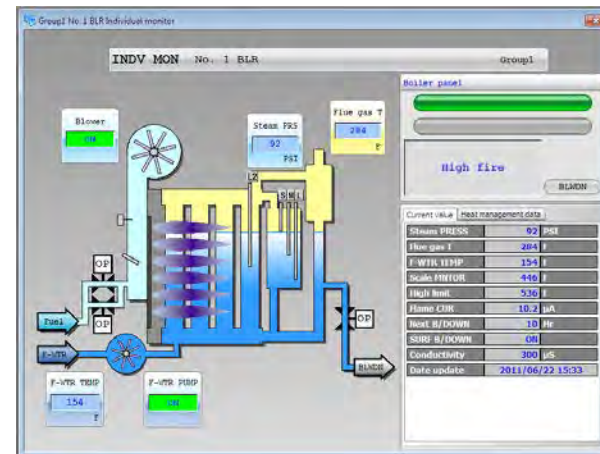 Group1 No. 1 BLR Individual monitor
INDV MON No. 1 BLR Group1
Boiler panel
High fire
BLWDN
Blower
ON
Steam PRS
92
PSI
Flue gas T
284
F
LZ
S M L
OP
OP
Fuel
F-WTR
OP
BLWDN
F-WTR TEMP
154
F
F-WTR PUMP
ON
Current value Heat management data
Steam PRESS 92 PSI
Flue gas T 284 F
F-WTR TEMP 154 F
Scale MNTOR 446 F
High limit 536 F
Flame CUR 10.2 µA
Next B/DOWN 10 Hr
SURF B/DOWN ON
Conductivity 300 µS
Date update 2011/06/22 15:33